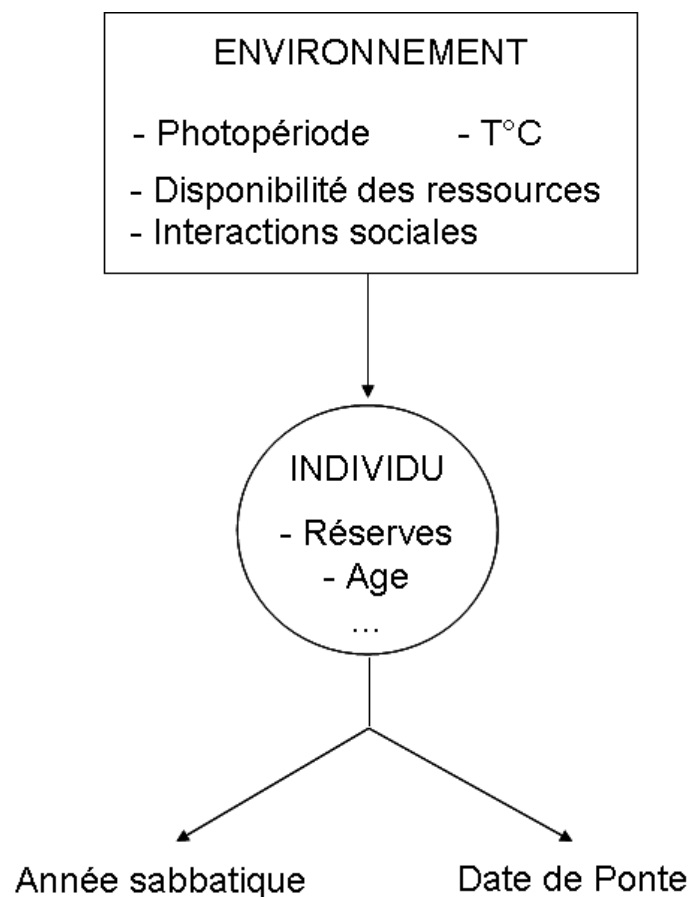 ENVIRONNEMENT
- Photopériode - T°C
- Disponibilité des ressources
- Interactions sociales
INDIVIDU
- Réserves
- Age
...
Année sabbatique Date de Ponte